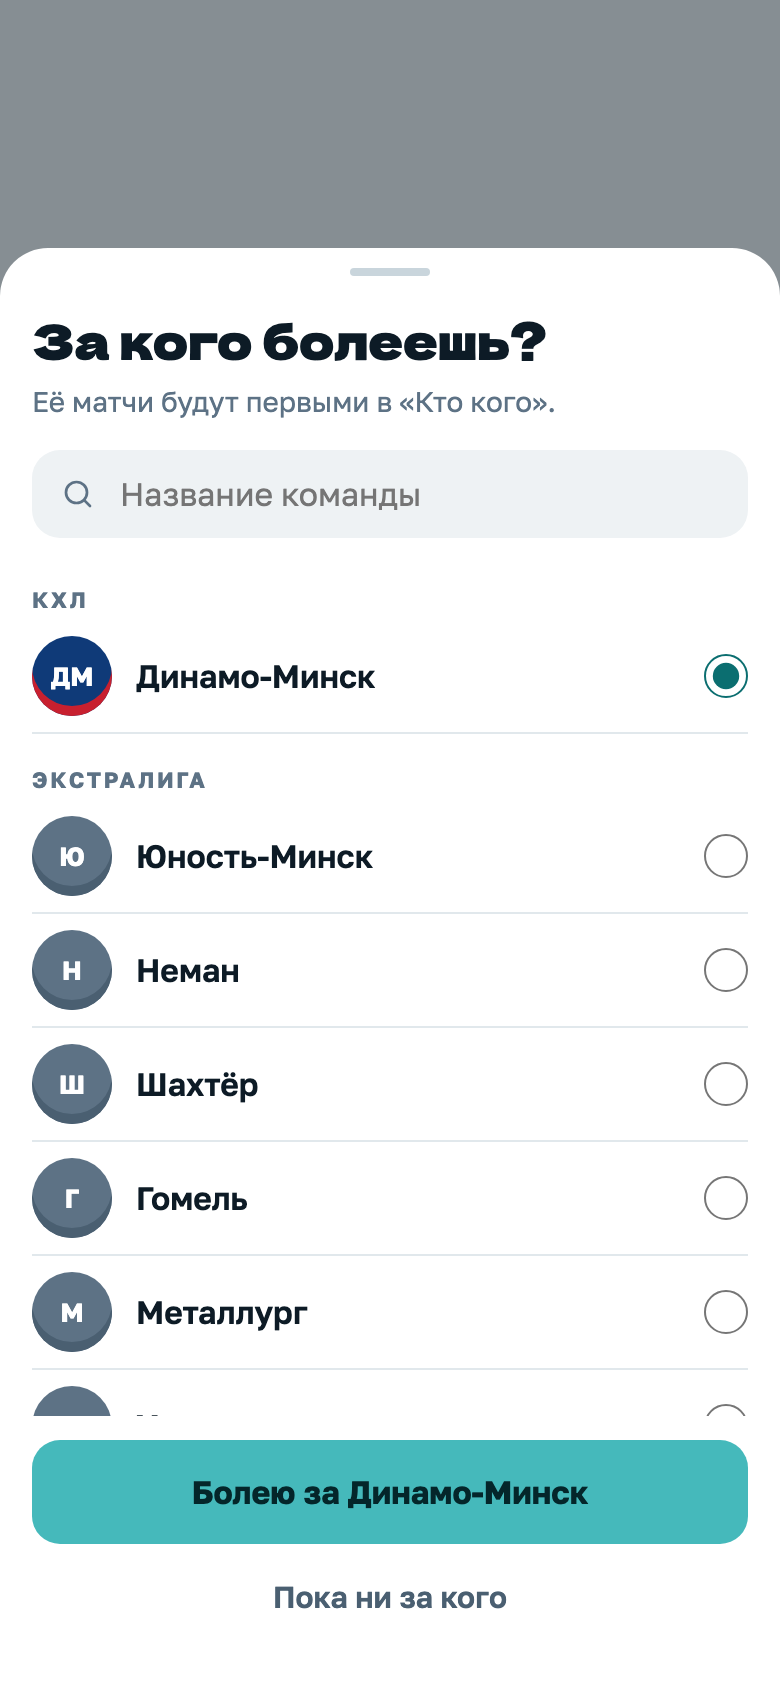 За кого болеешь?
Её матчи будут первыми в «Кто кого».
Название команды
КХЛ
ДМ Динамо-Минск
ЭКСТРАЛИГА
Ю Юность-Минск
Н Неман
Ш Шахтёр
Г Гомель
М Металлург
Болею за Динамо-Минск
Пока ни за кого